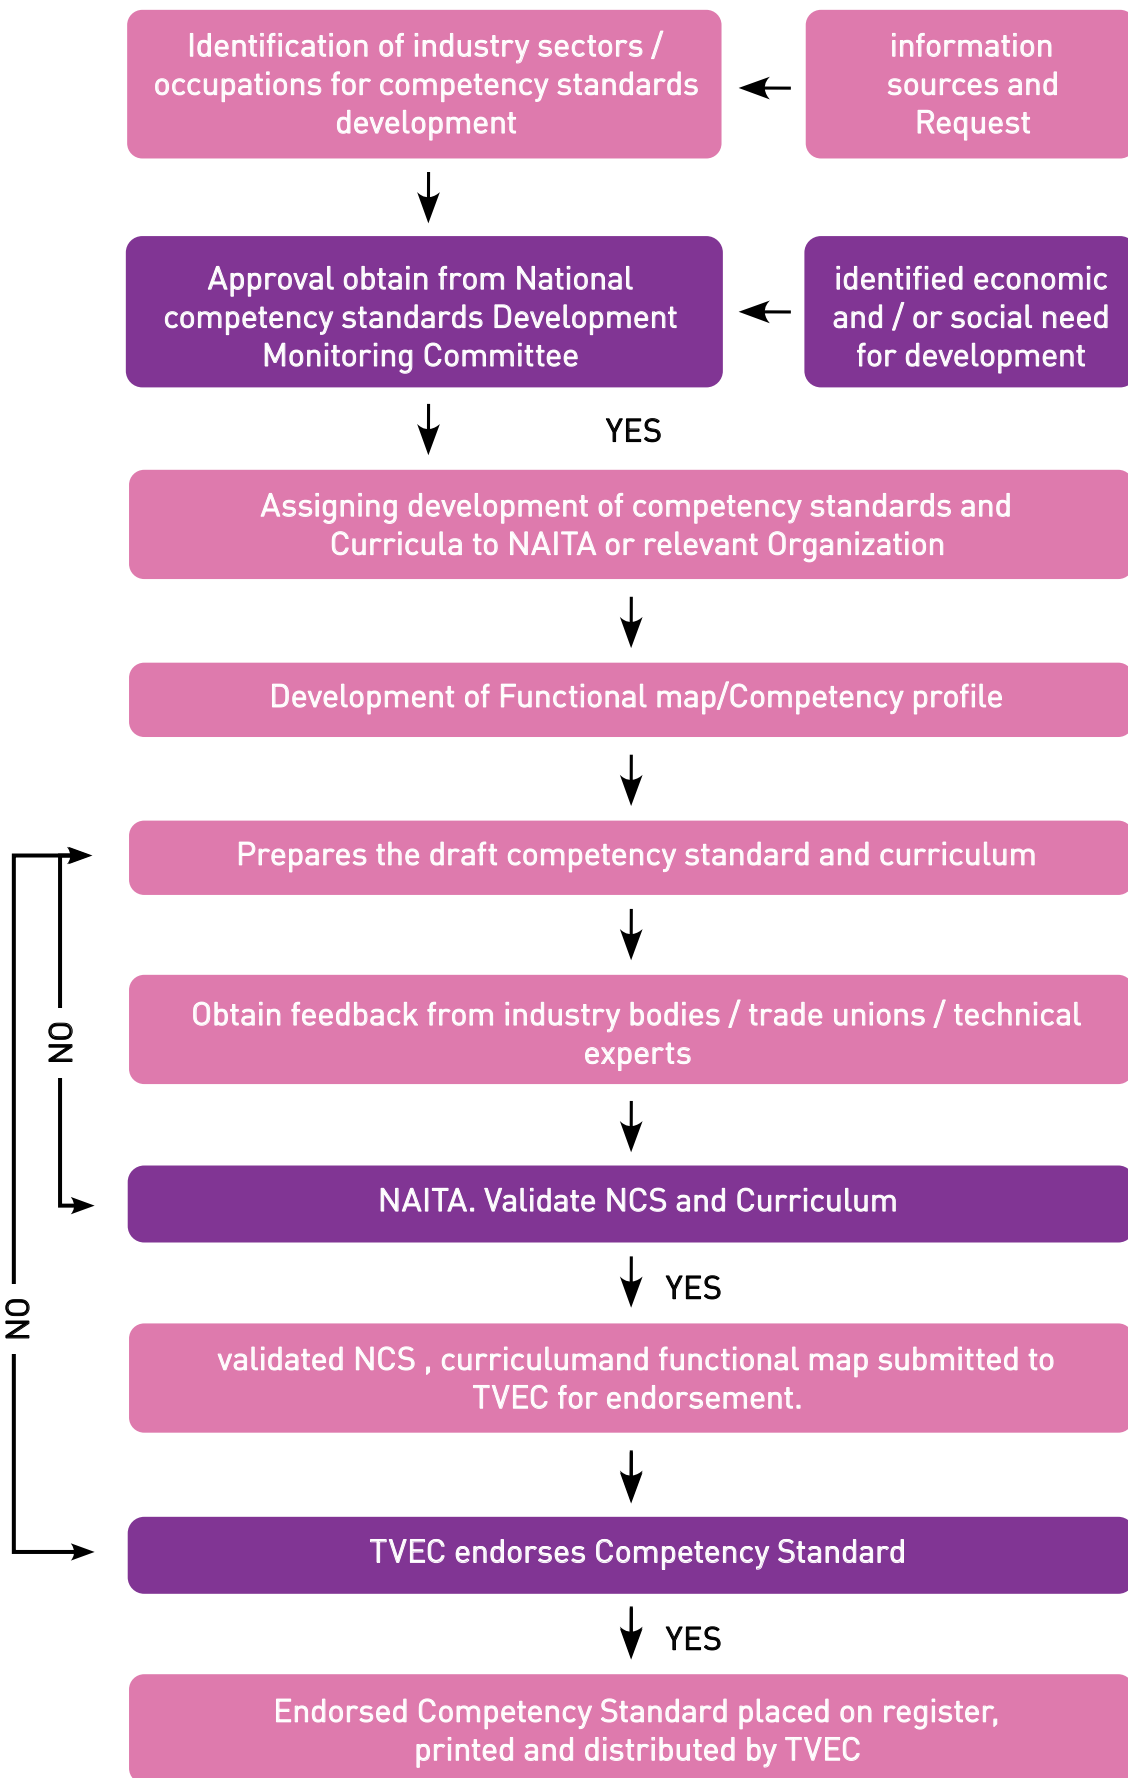 Identification of industry sectors /
occupations for competency standards
development
information
sources and
Request
Approval obtain from National
competency standards Development
Monitoring Committee
identified economic
and / or social need
for development
YES
Assigning development of competency standards and
Curricula to NAITA or relevant Organization
Development of Functional map/Competency profile
Prepares the draft competency standard and curriculum
Obtain feedback from industry bodies / trade unions / technical
experts
NO
NAITA. Validate NCS and Curriculum
YES
NO
validated NCS , curriculumand functional map submitted to
TVEC for endorsement.
TVEC endorses Competency Standard
YES
Endorsed Competency Standard placed on register,
printed and distributed by TVEC